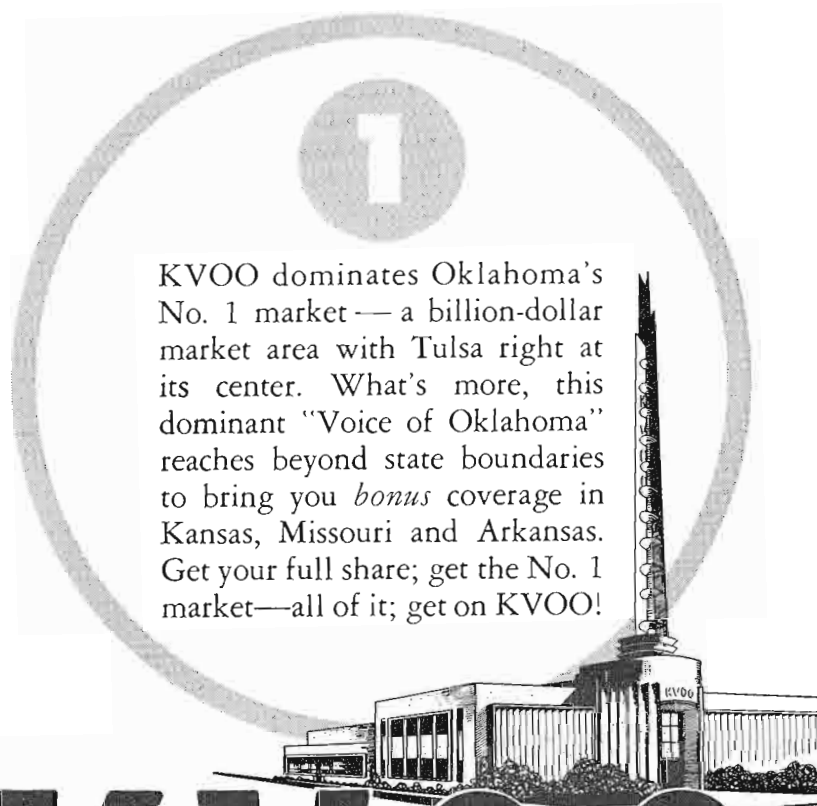 1
KVOO dominates Oklahoma's
No. 1 market — a billion-dollar
market area with Tulsa right at
its center. What's more, this
dominant "Voice of Oklahoma"
reaches beyond state boundaries
to bring you bonus coverage in
Kansas, Missouri and Arkansas.
Get your full share; get the No. 1
market—all of it; get on KVOO!
KVOO